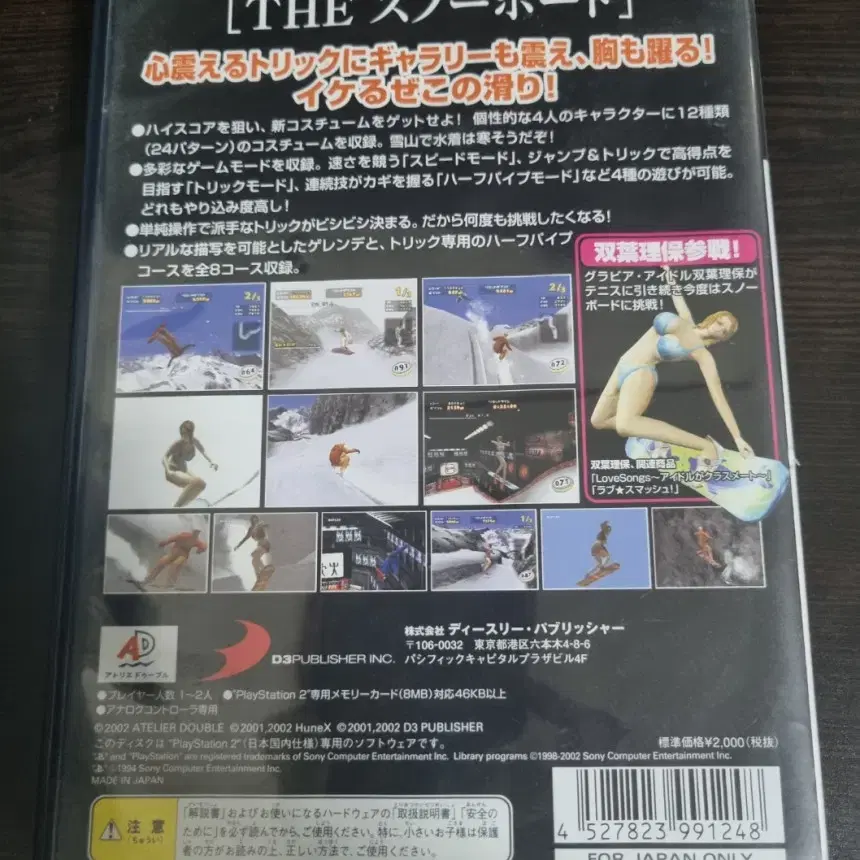 [THE スノーボード]
心震えるトリックにギャラリーも震え、胸も躍る!
イケるぜこの滑り!
●ハイスコアを狙い、新コスチュームをゲットせよ! 個性的な4人のキャラクターに12種類
(24パターン)のコスチュームを収録。雪山で水着は寒そうだぞ!
●多彩なゲームモードを収録。速さを競う「スピードモード」、ジャンプ&トリックで高得点を
目指す「トリックモード」、連続技がカギを握る「ハーフパイプモード」など4種の遊びが可能。
どれもやり込み度高し!
●単純操作で派手なトリックがビシビシ決まる。だから何度も挑戦したくなる!
●リアルな描写を可能としたゲレンデと、トリック専用のハーフパイプ
コースを全8コース収録。
双葉理保参戦!
グラビア・アイドル双葉理保が
テニスに引き続き今度はスノー
ボードに挑戦!
双葉理保、関連商品
「LoveSongs〜アイドルがクラスメート〜」
「ラブ★スマッシュ!」
AD
アトリエドゥーブル
D3PUBLISHER INC.
株式会社 ディースリー・パブリッシャー
〒106-0032 東京都港区六本木4-8-6
パシフィックキャピタルプラザビル4F
●プレイヤー人数 1〜2人 ●"PlayStation 2"専用メモリーカード(8MB)対応46KB以上
●アナログコントローラ専用
©2002 ATELIER DOUBLE ©2001,2002 HuneX ©2001,2002 D3 PUBLISHER
このディスクは "PlayStation 2"(日本国内仕様)専用のソフトウェアです。
標準価格¥2,000(税抜)
and "PlayStation" are registered trademarks of Sony Computer Entertainment Inc. Library programs ©1998-2002 Sony Computer Entertainment Inc.
©1994 Sony Computer Entertainment Inc.
MADE IN JAPAN
注意
(ちゅうい)
「解説書」およびお使いになるハードウェアの「取扱説明書」「安全の
ために」を必ず読んでから、ご使用ください。特に、小さいお子様は保護
者の方がお読みの上、正しい方法で、ご使用ください。
4 527823 991248
FOR JAPAN ONLY